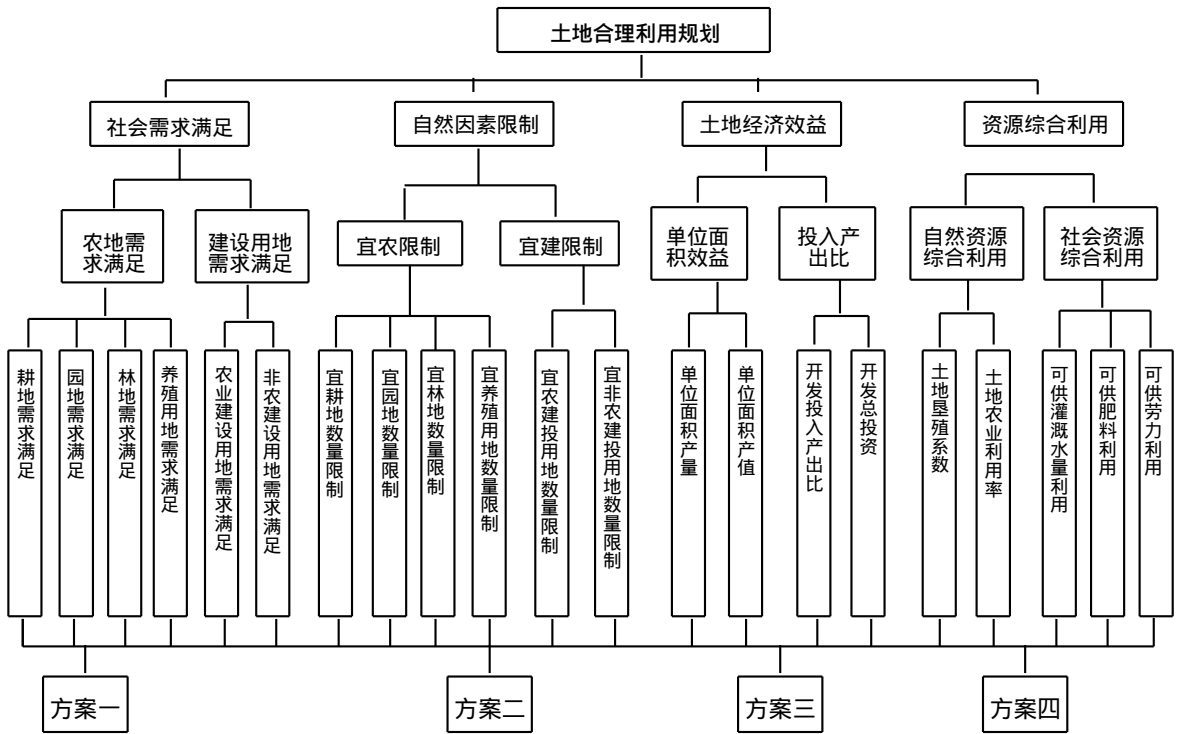 土地合理利用规划
社会需求满足
自然因素限制
土地经济效益
资源综合利用
农地需
求满足
建设用地
需求满足
宜农限制
宜建限制
单位面
积效益
投入产
出比
自然资源
综合利用
社会资源
综合利用
耕地需求满足
园地需求满足
林地需求满足
养殖用地需求满足
农业建设用地需求满足
非农建设用地需求满足
宜耕地数量限制
宜园地数量限制
宜林地数量限制
宜养殖用地数量限制
宜农建投用地数量限制
宜非农建投用地数量限制
单位面积产量
单位面积产值
开发投入产出比
开发总投资
土地垦殖系数
土地农业利用率
可供灌溉水量利用
可供肥料利用
可供劳力利用
方案一
方案二
方案三
方案四